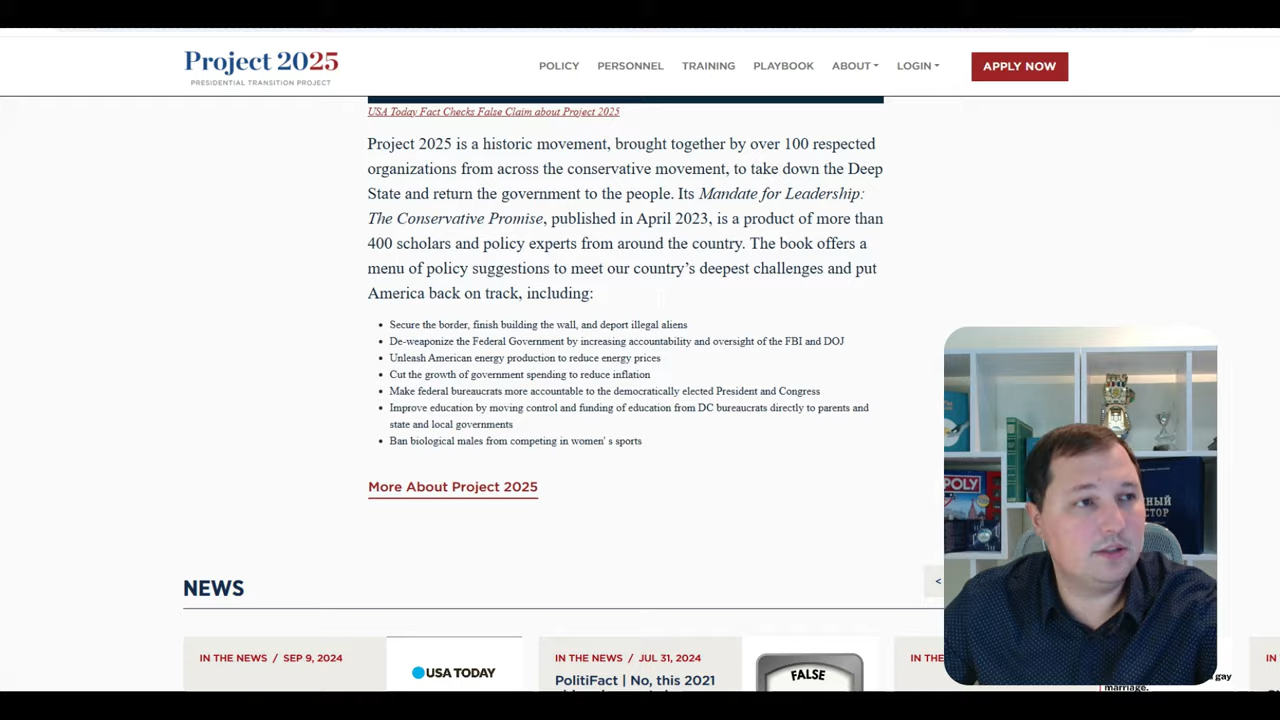 Project 2025
PRESIDENTIAL TRANSITION PROJECT
POLICY PERSONNEL TRAINING PLAYBOOK ABOUT LOGIN APPLY NOW
USA Today Fact Checks False Claim about Project 2025
Project 2025 is a historic movement, brought together by over 100 respected
organizations from across the conservative movement, to take down the Deep
State and return the government to the people. Its Mandate for Leadership:
The Conservative Promise, published in April 2023, is a product of more than
400 scholars and policy experts from around the country. The book offers a
menu of policy suggestions to meet our country's deepest challenges and put
America back on track, including:
• Secure the border, finish building the wall, and deport illegal aliens
• De-weaponize the Federal Government by increasing accountability and oversight of the FBI and DOJ
• Unleash American energy production to reduce energy prices
• Cut the growth of government spending to reduce inflation
• Make federal bureaucrats more accountable to the democratically elected President and Congress
• Improve education by moving control and funding of education from DC bureaucrats directly to parents and
state and local governments
• Ban biological males from competing in women' s sports
More About Project 2025
OPOLY
НЫЙ
СТОР
NEWS
<
IN THE NEWS / SEP 9, 2024
USA TODAY
IN THE NEWS / JUL 31, 2024
PolitiFact | No, this 2021
FALSE
IN THE
gay
marriage.
IN